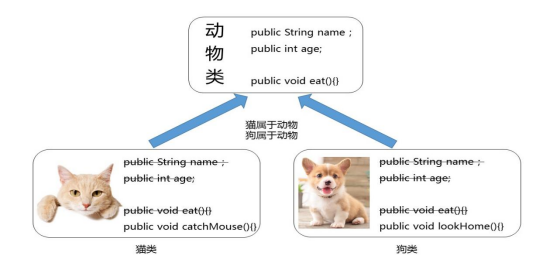 动
物
类
public String name ;
public int age;
public void eat(){}
猫属于动物
狗属于动物
public String name ;
public int age;
public void eat(){}
public void catchMouse(){}
猫类
public String name ;
public int age;
public void eat(){}
public void lookHome(){}
狗类